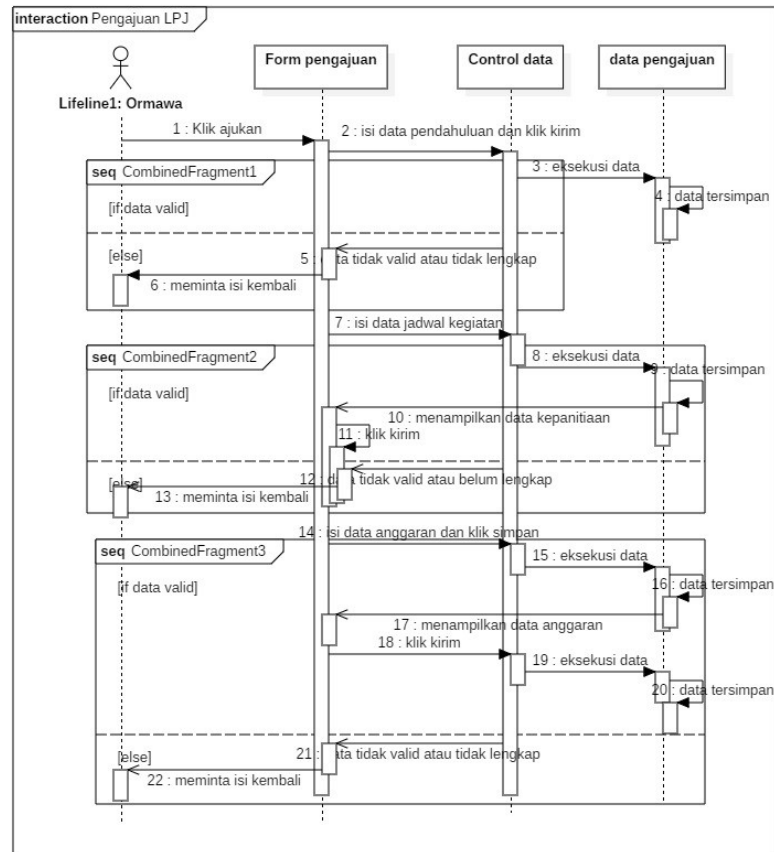 interaction Pengajuan LPJ
Form pengajuan
Control data
data pengajuan
Lifeline1: Ormawa
1 : Klik ajukan
2 : isi data pendahuluan dan klik kirim
seq CombinedFragment1
3 : eksekusi data
4 : data tersimpan
[if data valid]
[else]
5 : data tidak valid atau tidak lengkap
6 : meminta isi kembali
7 : isi data jadwal kegiatan
seq CombinedFragment2
8 : eksekusi data
9 : data tersimpan
[if data valid]
10 : menampilkan data kepanitiaan
11 : klik kirim
[else]
12 : data tidak valid atau belum lengkap
13 : meminta isi kembali
14 : isi data anggaran dan klik simpan
seq CombinedFragment3
15 : eksekusi data
16 : data tersimpan
[if data valid]
17 : menampilkan data anggaran
18 : klik kirim
19 : eksekusi data
20 : data tersimpan
[else]
21 : data tidak valid atau tidak lengkap
22 : meminta isi kembali